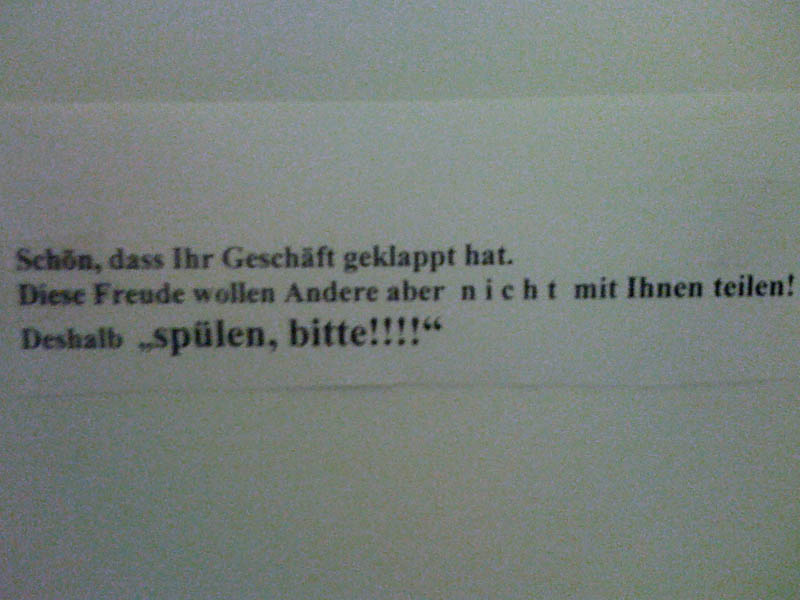 Schön, dass Ihr Geschäft geklappt hat.
Diese Freude wollen Andere aber n i c h t mit Ihnen teilen!
Deshalb „spülen, bitte!!!!“